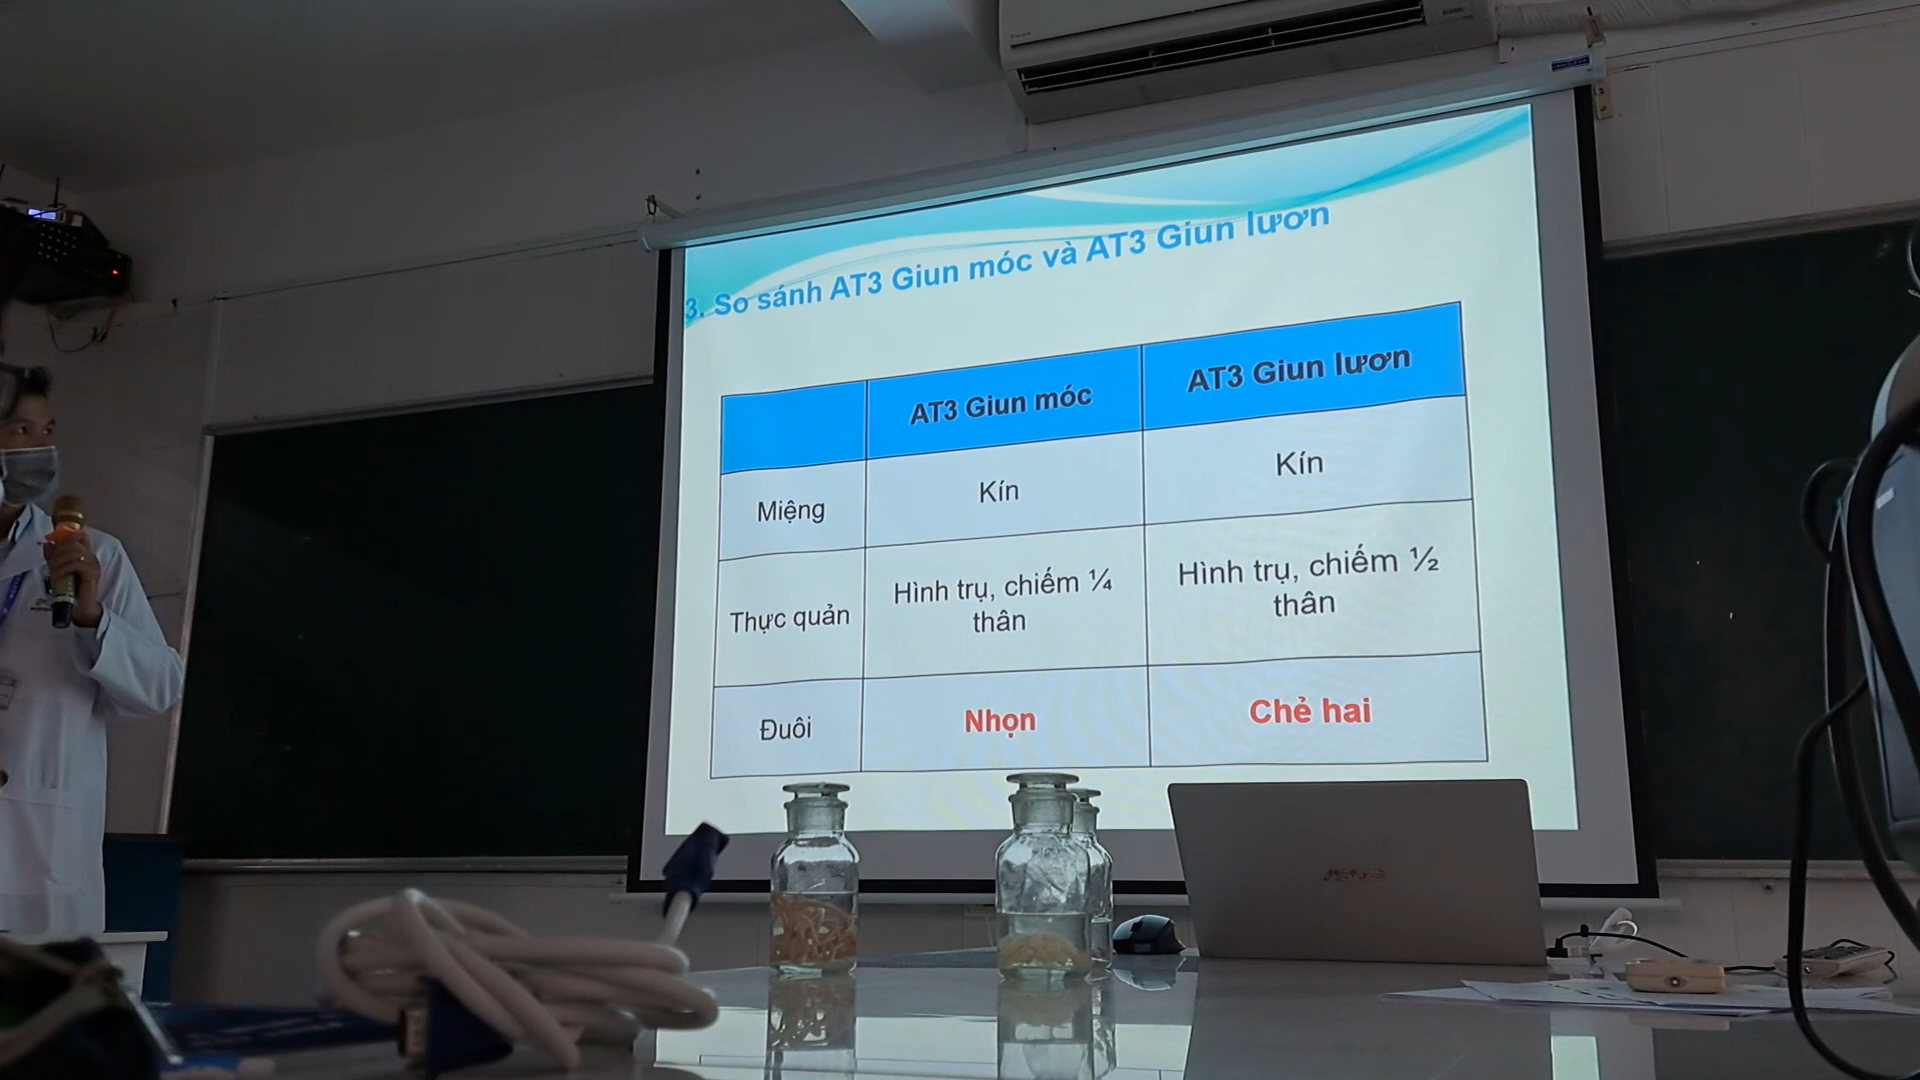 3. So sánh AT3 Giun móc và AT3 Giun lươn
AT3 Giun móc
AT3 Giun lươn
Miệng
Kín
Kín
Thực quản
Hình trụ, chiếm ¼
thân
Hình trụ, chiếm ½
thân
Đuôi
Nhọn
Chẻ hai